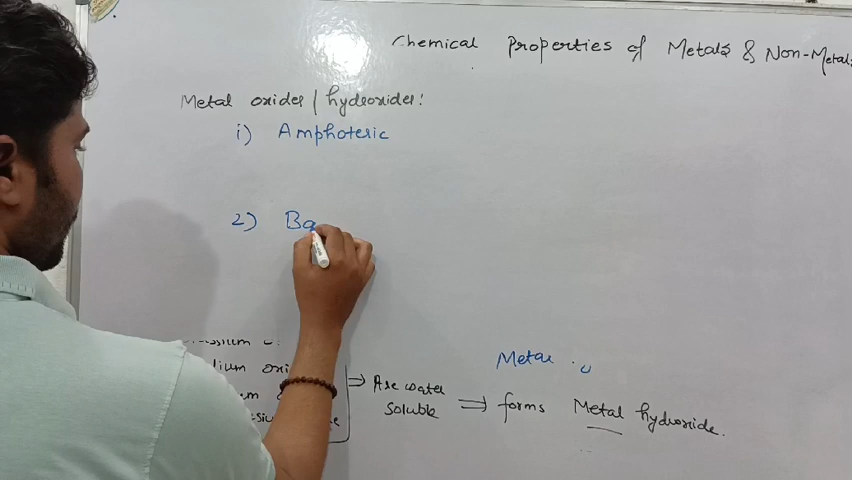 Chemical Properties of Metals & Non-Metals
Metal oxides / hydroxides:
i) Amphoteric
2) Ba
Metal
oxi
Are water
soluble
forms Metal hydroxide.